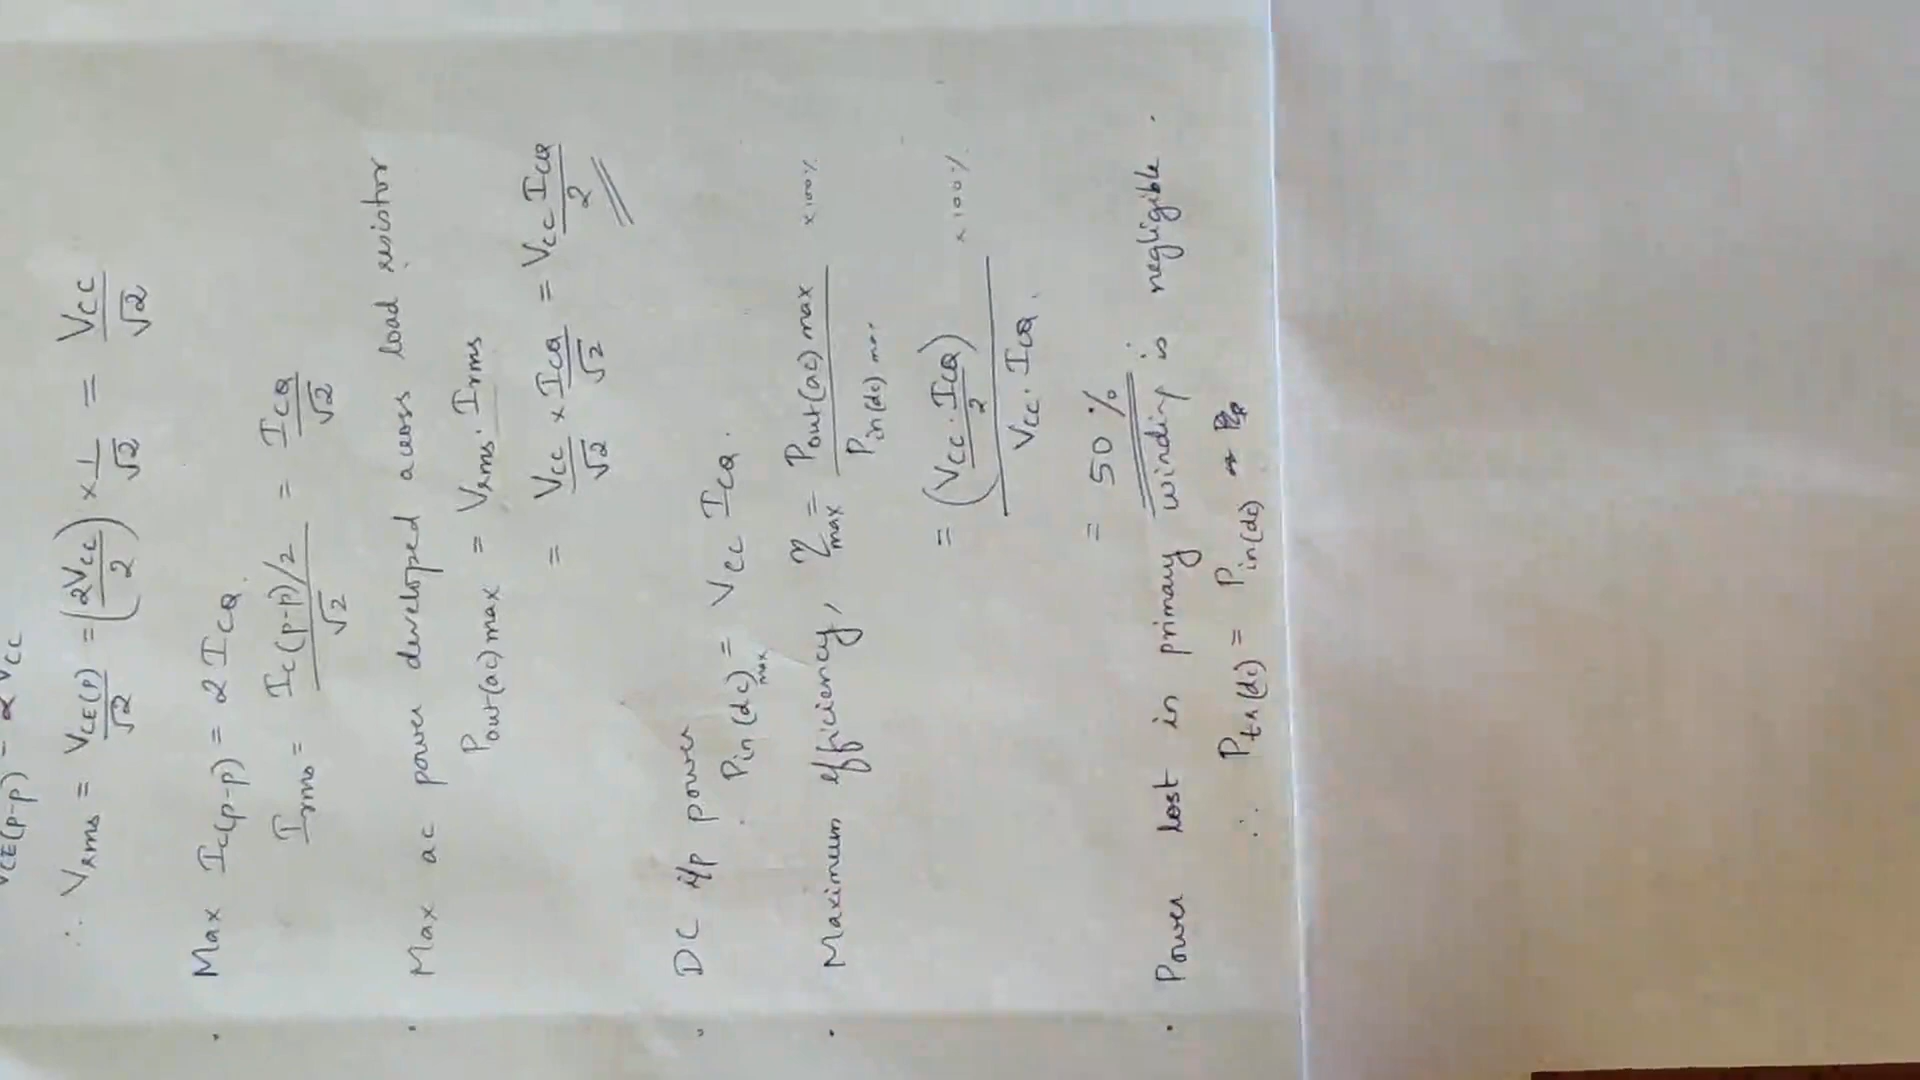 VCE(p-p) = 2VCC
∴ Vrms = VCE(p)/√2 = (2VCC/2) × 1/√2 = VCC/√2
· Max IC(p-p) = 2 ICQ.
Irms = IC(p-p)/2 / √2 = ICQ/√2
· Max ac power developed across load resistor
Pout(ac)max = Vrms · Irms
= VCC/√2 × ICQ/√2 = VCC ICQ/2
· DC i/p power
Pin(dc)max = VCC ICQ.
· Maximum efficiency, ηmax = Pout(ac)max / Pin(dc)max × 100%
= (VCC · ICQ/2) / VCC · ICQ. × 100%
= 50%
· Power lost in primary winding is negligible.
∴ Ptr(dc) = Pin(dc)